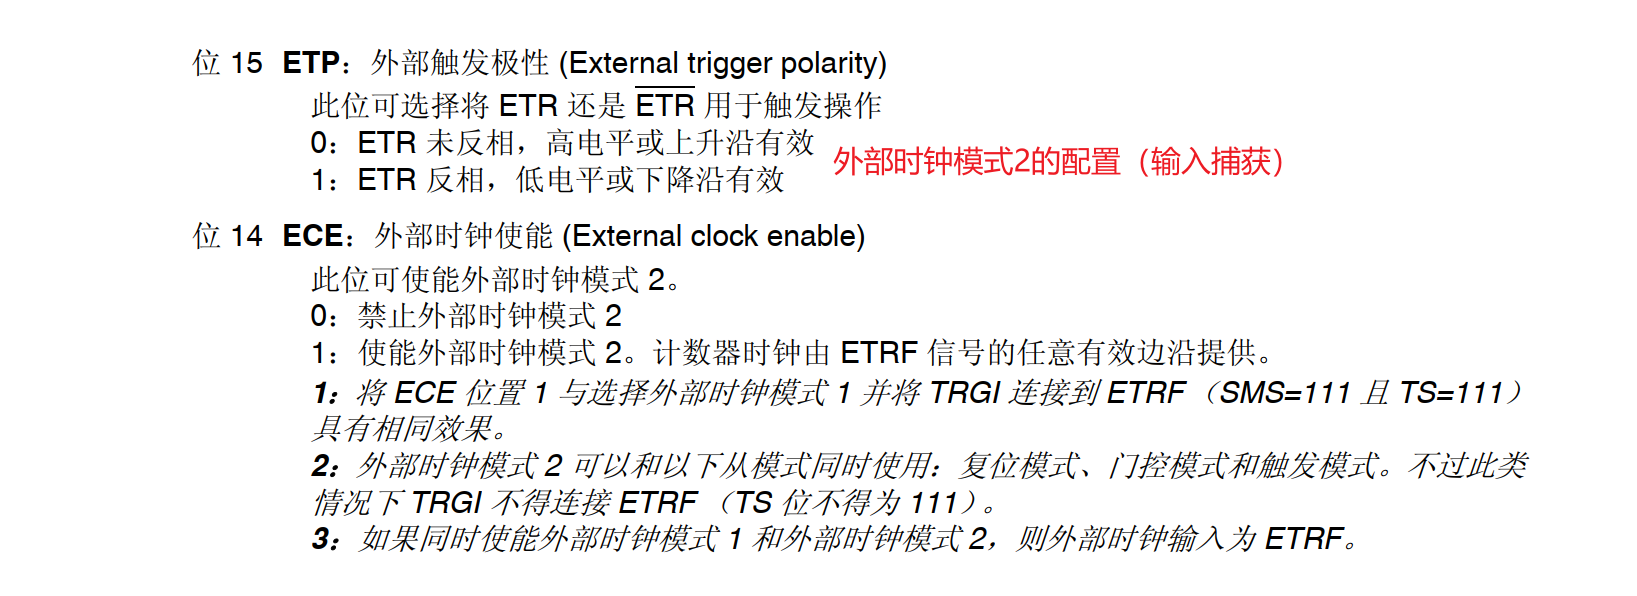 位 15 ETP：外部触发极性 (External trigger polarity)
此位可选择将 ETR 还是 ETR 用于触发操作
0：ETR 未反相，高电平或上升沿有效
1：ETR 反相，低电平或下降沿有效
外部时钟模式2的配置（输入捕获）
位 14 ECE：外部时钟使能 (External clock enable)
此位可使能外部时钟模式 2。
0：禁止外部时钟模式 2
1：使能外部时钟模式 2。计数器时钟由 ETRF 信号的任意有效边沿提供。
1：将 ECE 位置 1 与选择外部时钟模式 1 并将 TRGI 连接到 ETRF（SMS=111 且 TS=111）
具有相同效果。
2：外部时钟模式 2 可以和以下从模式同时使用：复位模式、门控模式和触发模式。不过此类
情况下 TRGI 不得连接 ETRF（TS 位不得为 111）。
3：如果同时使能外部时钟模式 1 和外部时钟模式 2，则外部时钟输入为 ETRF。